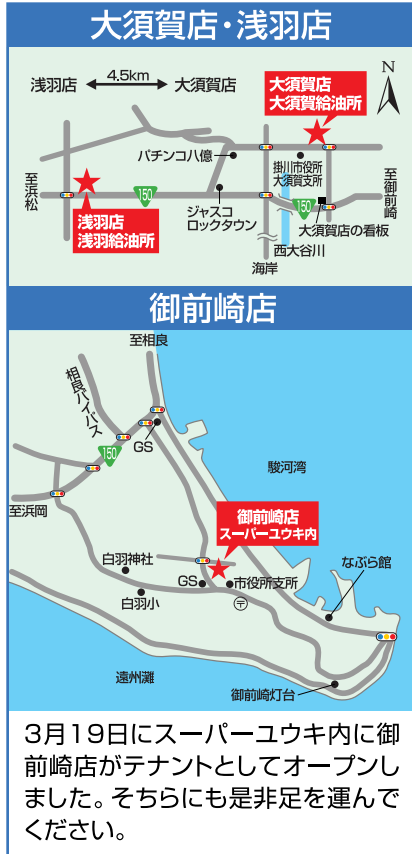 大須賀店・浅羽店
浅羽店
4.5km
大須賀店
大須賀店
大須賀給油所
N
パチンコ八億
掛川市役所
大須賀支所
至浜松
150
至御前崎
浅羽店
浅羽給油所
ジャスコ
ロックタウン
150
大須賀店の看板
西大谷川
海岸
御前崎店
至相良
相良バイパス
150
GS
駿河湾
至浜岡
御前崎店
スーパーユウキ内
白羽神社
なぶら館
GS
市役所支所
白羽小
〒
遠州灘
御前崎灯台
3月19日にスーパーユウキ内に御
前崎店がテナントとしてオープンし
ました。そちらにも是非足を運んで
ください。